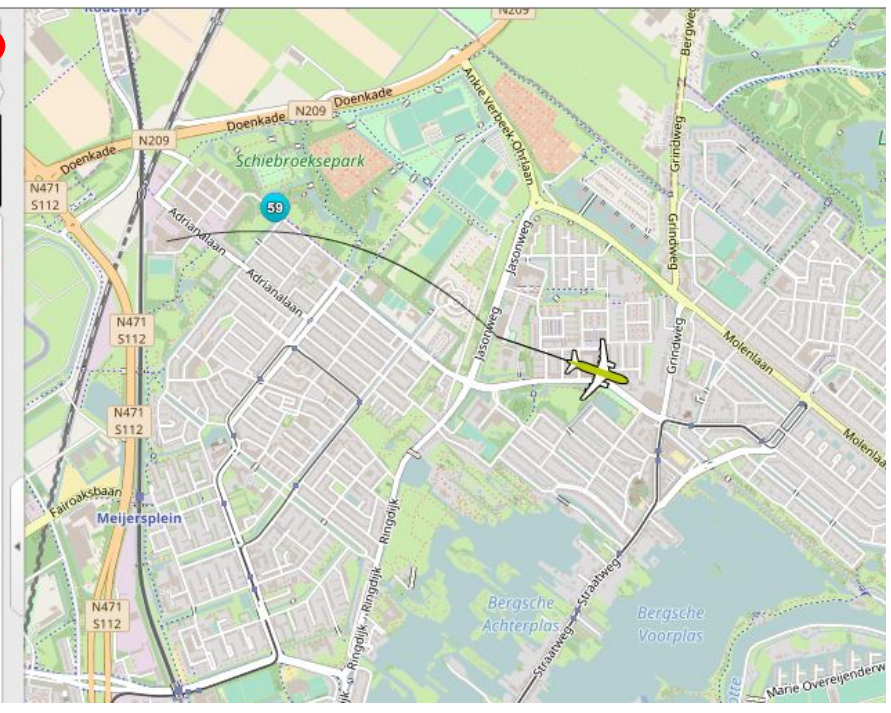 N209
Bergweg
Doenkade
N209
Doenkade
N209
Doenkade
Ankie Verbeek-Ohrlaan
Grindweg
Schiebroeksepark
N471
S112
59
Adrianalaan
Jasonweg
Grindweg
Adrianalaan
N471
S112
Jasonweg
Grindweg
Molenlaan
N471
S112
Molenlaa
Fairoaksbaan
Meijersplein
Ringdijk
Ringdijk
Straatweg
Bergsche
Achterplas
Bergsche
Voorplas
N471
S112
Ringdijk
Straatweg
Marie Overeijnderw